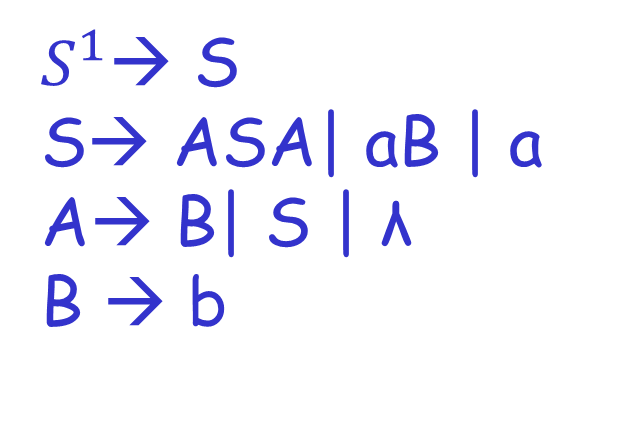 S¹→ S
S→ ASA| aB | a
A→ B| S | λ
B → b